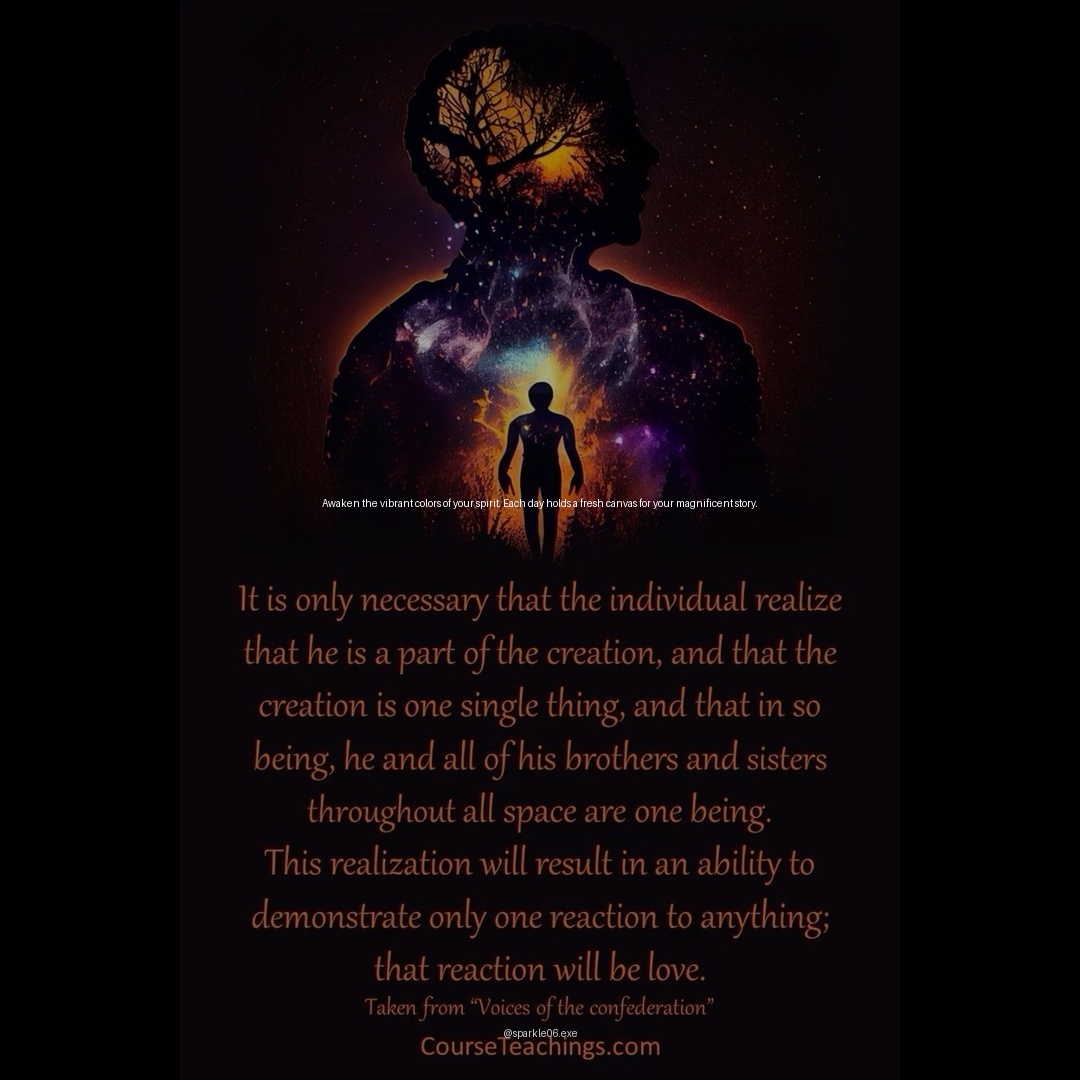 Awaken the vibrant colors of your spirit. Each day holds a fresh canvas for your magnificent story.
It is only necessary that the individual realize
that he is a part of the creation, and that the
creation is one single thing, and that in so
being, he and all of his brothers and sisters
throughout all space are one being.
This realization will result in an ability to
demonstrate only one reaction to anything;
that reaction will be love.
Taken from “Voices of the confederation”
@sparkle06.exe
CourseTeachings.com